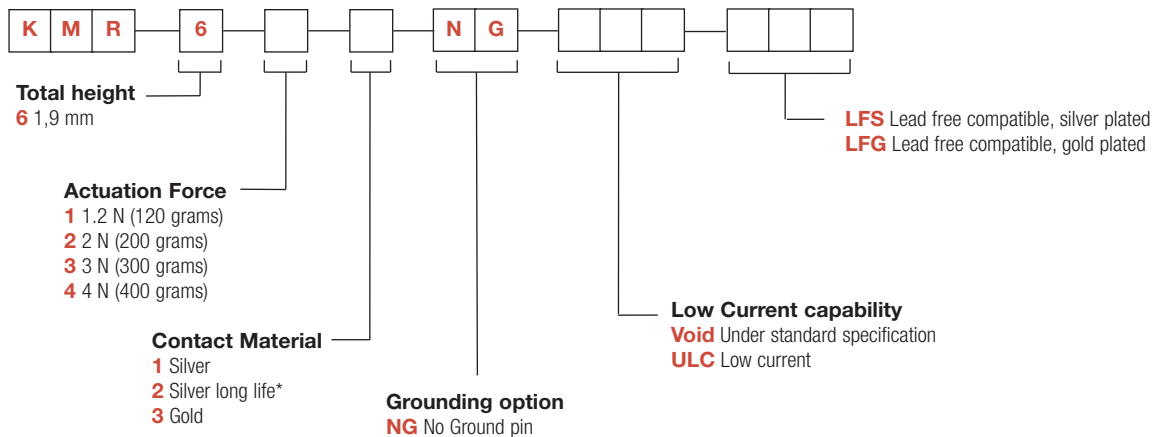 K M R 6 N G
Total height
6 1,9 mm
LFS Lead free compatible, silver plated
LFG Lead free compatible, gold plated
Actuation Force
1 1.2 N (120 grams)
2 2 N (200 grams)
3 3 N (300 grams)
4 4 N (400 grams)
Low Current capability
Void Under standard specification
ULC Low current
Contact Material
1 Silver
2 Silver long life*
3 Gold
Grounding option
NG No Ground pin